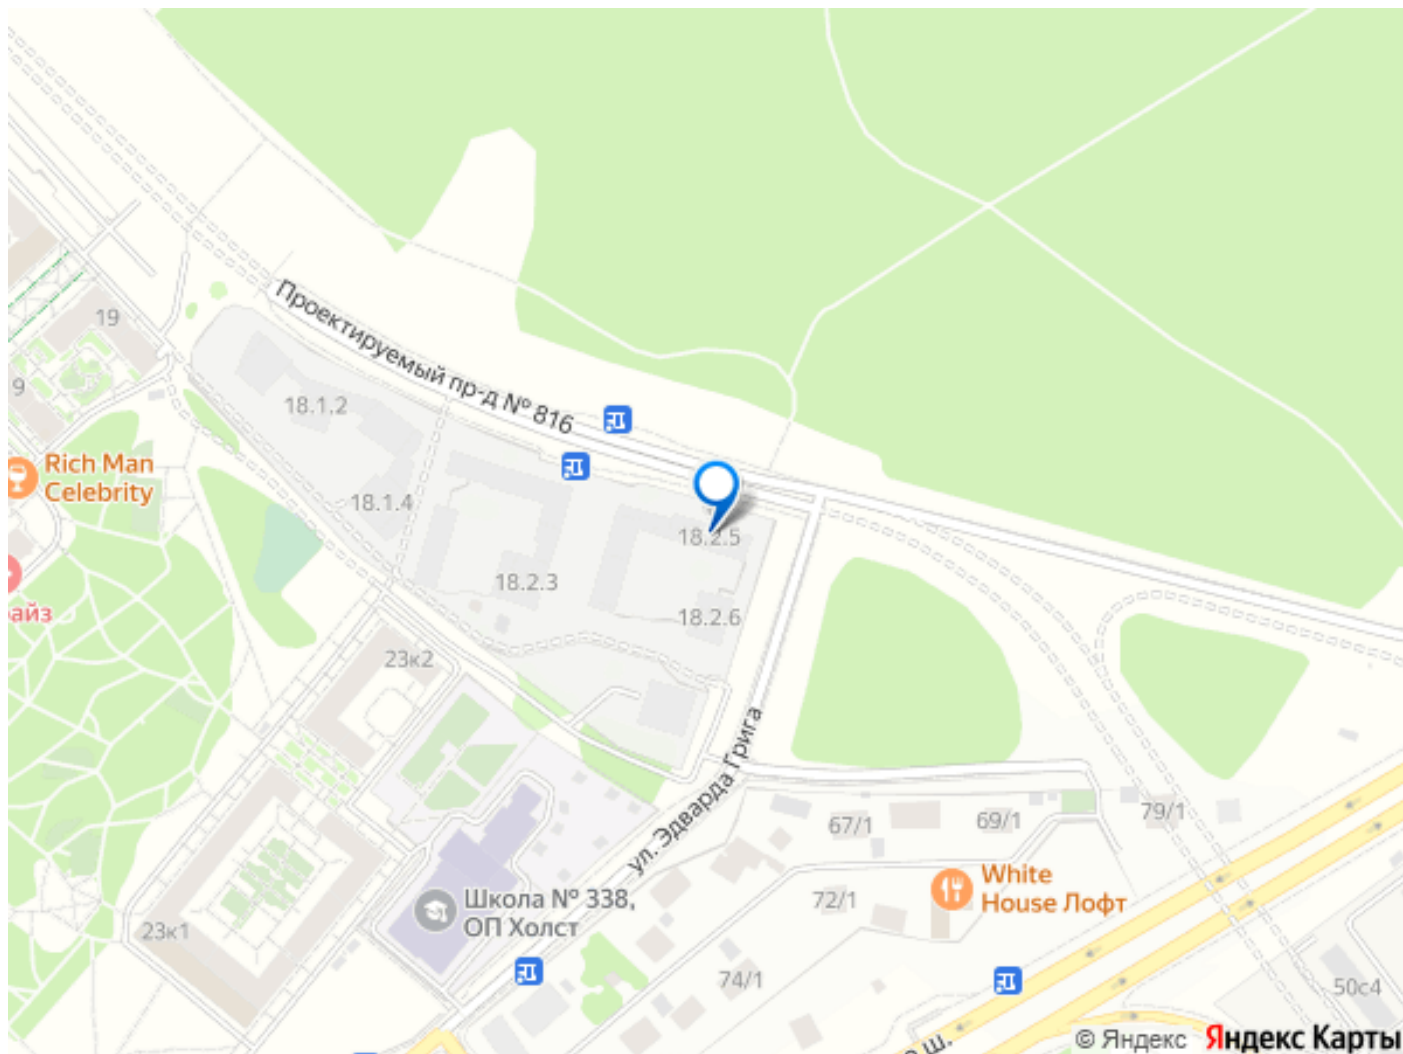 Проектируемый пр-д № 816
19
9
18.1.2
Rich Man
Celebrity
18.1.4
18.2.5
18.2.3
18.2.6
айз
23к2
ул. Эдварда Грига
67/1
69/1
79/1
White
House Лофт
72/1
Школа № 338,
ОП Холст
23к1
74/1
50с4
ш.
© Яндекс Яндекс Карты